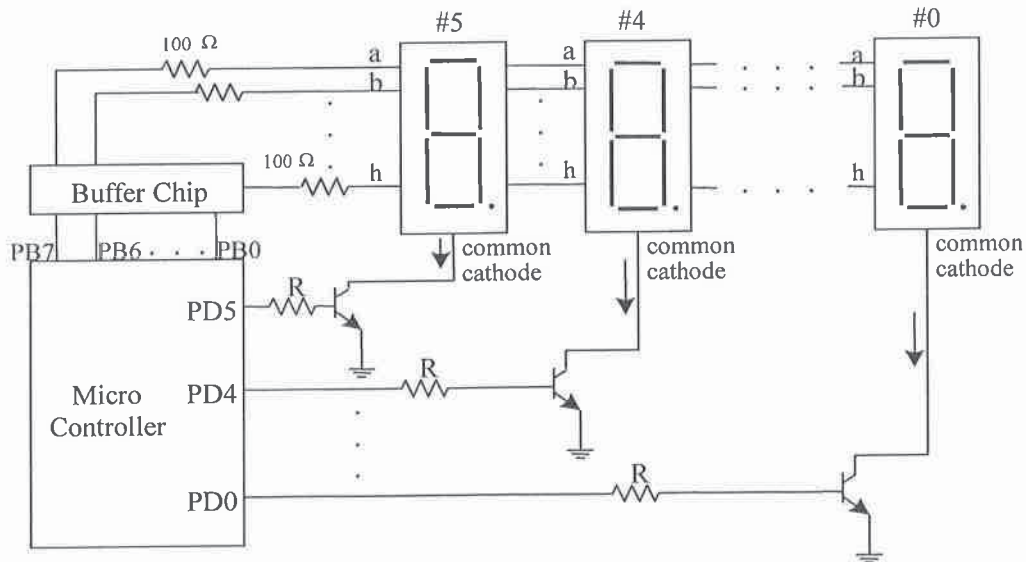 #5 #4 #0
100 Ω
a a a
b b b
100 Ω
h h h
Buffer Chip
PB7 PB6 · · · PB0
common cathode
common cathode
common cathode
PD5 R
PD4 R
Micro Controller
PD0 R